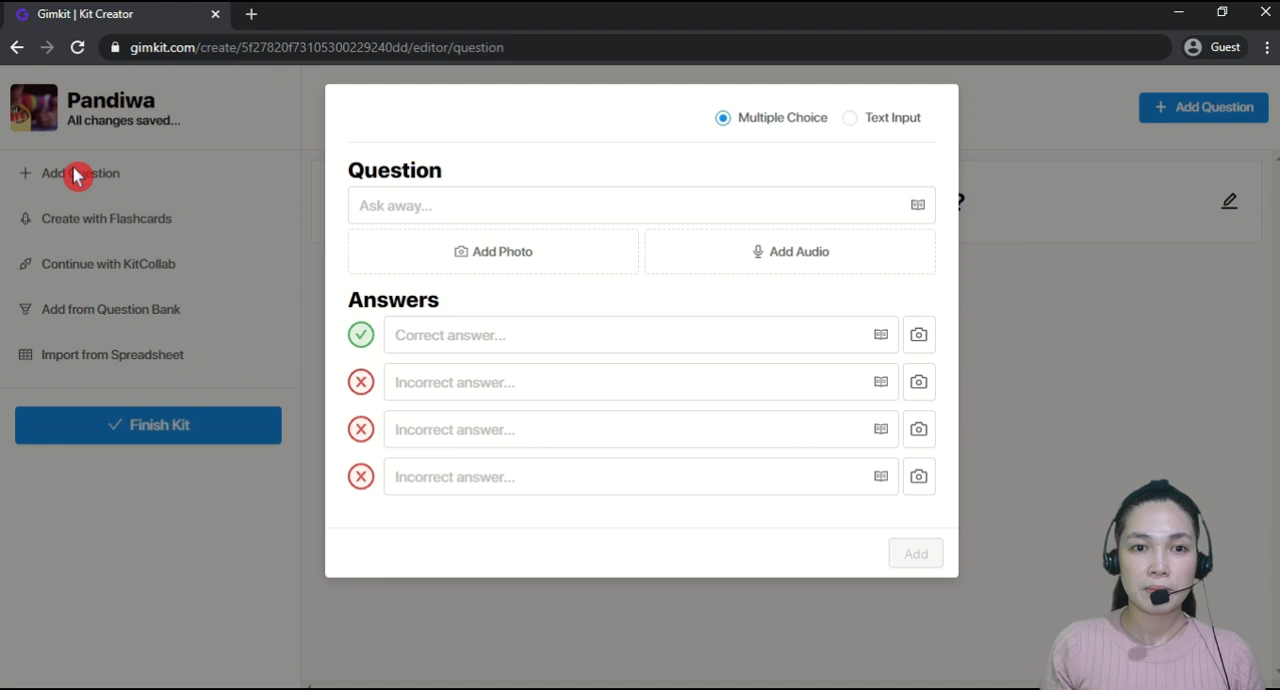 Gimkit | Kit Creator
gimkit.com/create/5f27820f73105300229240dd/editor/question
Guest
Pandiwa
All changes saved...
Add Question
Add Question
Create with Flashcards
Continue with KitCollab
Add from Question Bank
Import from Spreadsheet
Finish Kit
Multiple Choice
Text Input
Question
Ask away...
Add Photo
Add Audio
Answers
Correct answer...
Incorrect answer...
Incorrect answer...
Incorrect answer...
Add
?